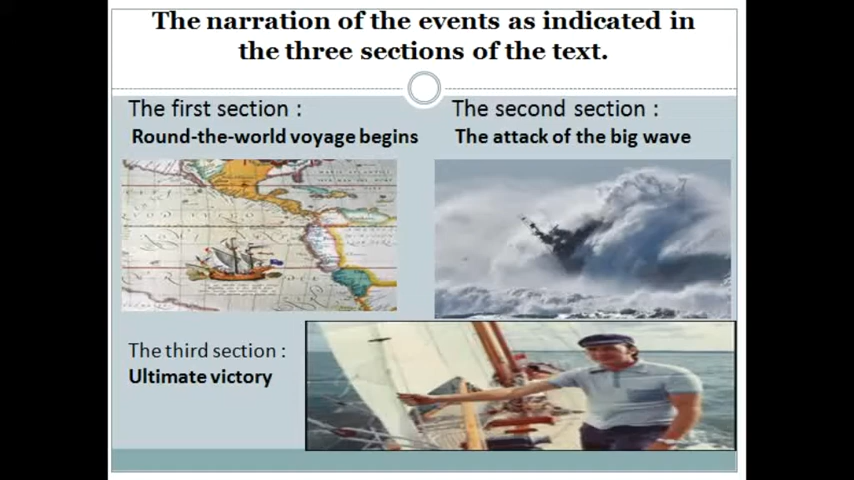 The narration of the events as indicated in
the three sections of the text.
The first section :
Round-the-world voyage begins
The second section :
The attack of the big wave
The third section :
Ultimate victory